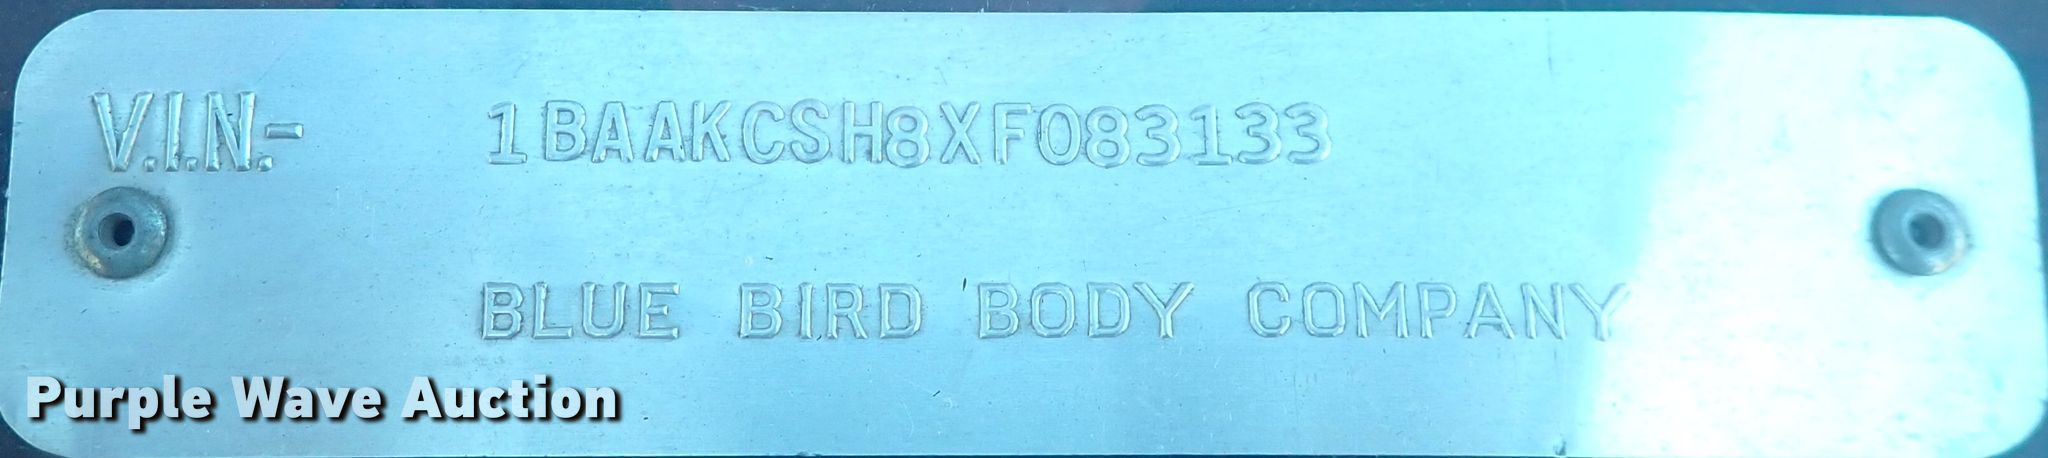 V.I.N.- 1BAAKCSH8XF083133
BLUE BIRD BODY COMPANY
Purple Wave Auction